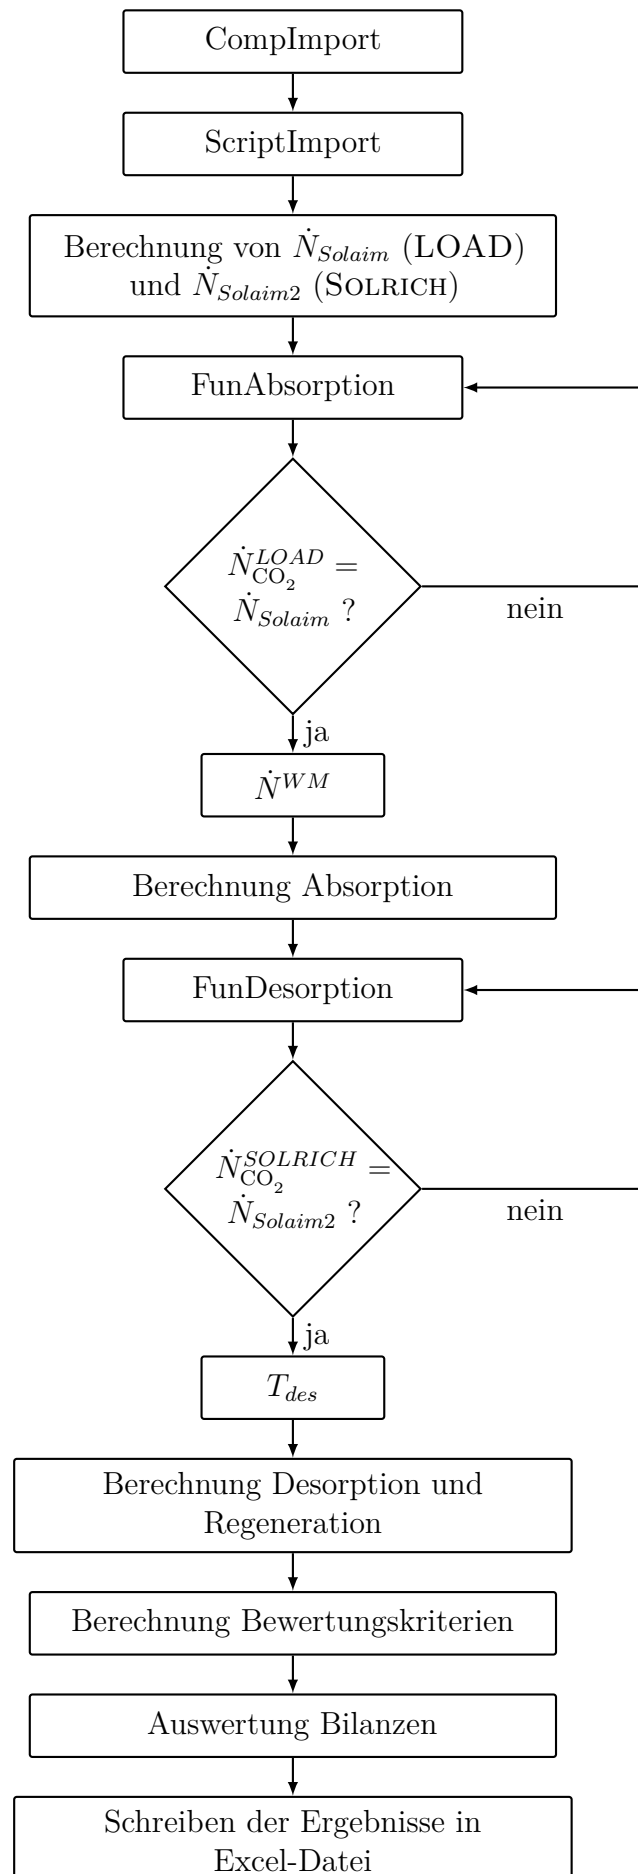 CompImport
ScriptImport
Berechnung von Ṅ_Solaim (LOAD)
und Ṅ_Solaim2 (SOLRICH)
FunAbsorption
Ṅ_CO₂^LOAD =
Ṅ_Solaim ?
nein
ja
Ṅ^WM
Berechnung Absorption
FunDesorption
Ṅ_CO₂^SOLRICH =
Ṅ_Solaim2 ?
nein
ja
T_des
Berechnung Desorption und
Regeneration
Berechnung Bewertungskriterien
Auswertung Bilanzen
Schreiben der Ergebnisse in
Excel-Datei